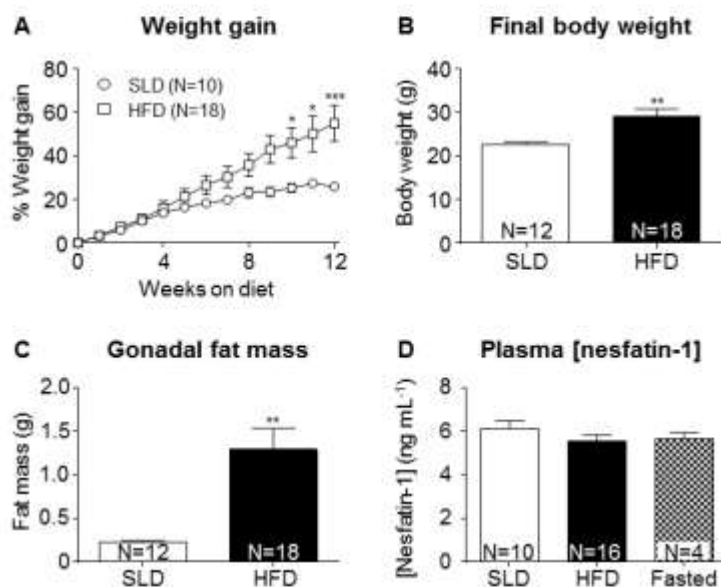 A Weight gain
% Weight gain
80
60
40
20
0
SLD (N=10)
HFD (N=18)
* * ***
0 4 8 12
Weeks on diet
B Final body weight
Body weight (g)
40
30
20
10
0
**
N=12 N=18
SLD HFD
C Gonadal fat mass
Fat mass (g)
2.0
1.5
1.0
0.5
0
**
N=12 N=18
SLD HFD
D Plasma [nesfatin-1]
[Nesfatin-1] (ng mL⁻¹)
8
6
4
2
0
N=10 N=16 N=4
SLD HFD Fasted